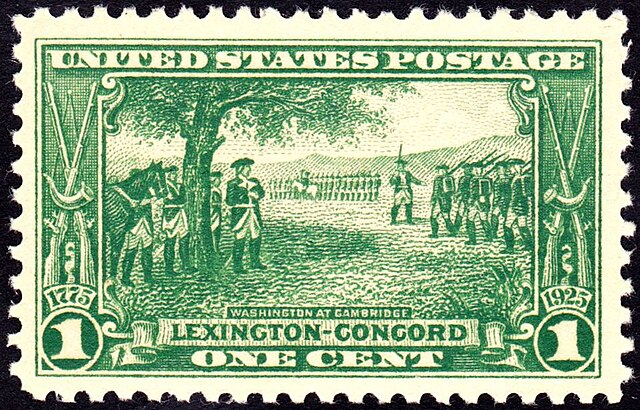 UNITED STATES POSTAGE
1775
1925
WASHINGTON AT CAMBRIDGE
1
LEXINGTON-CONCORD
1
ONE CENT